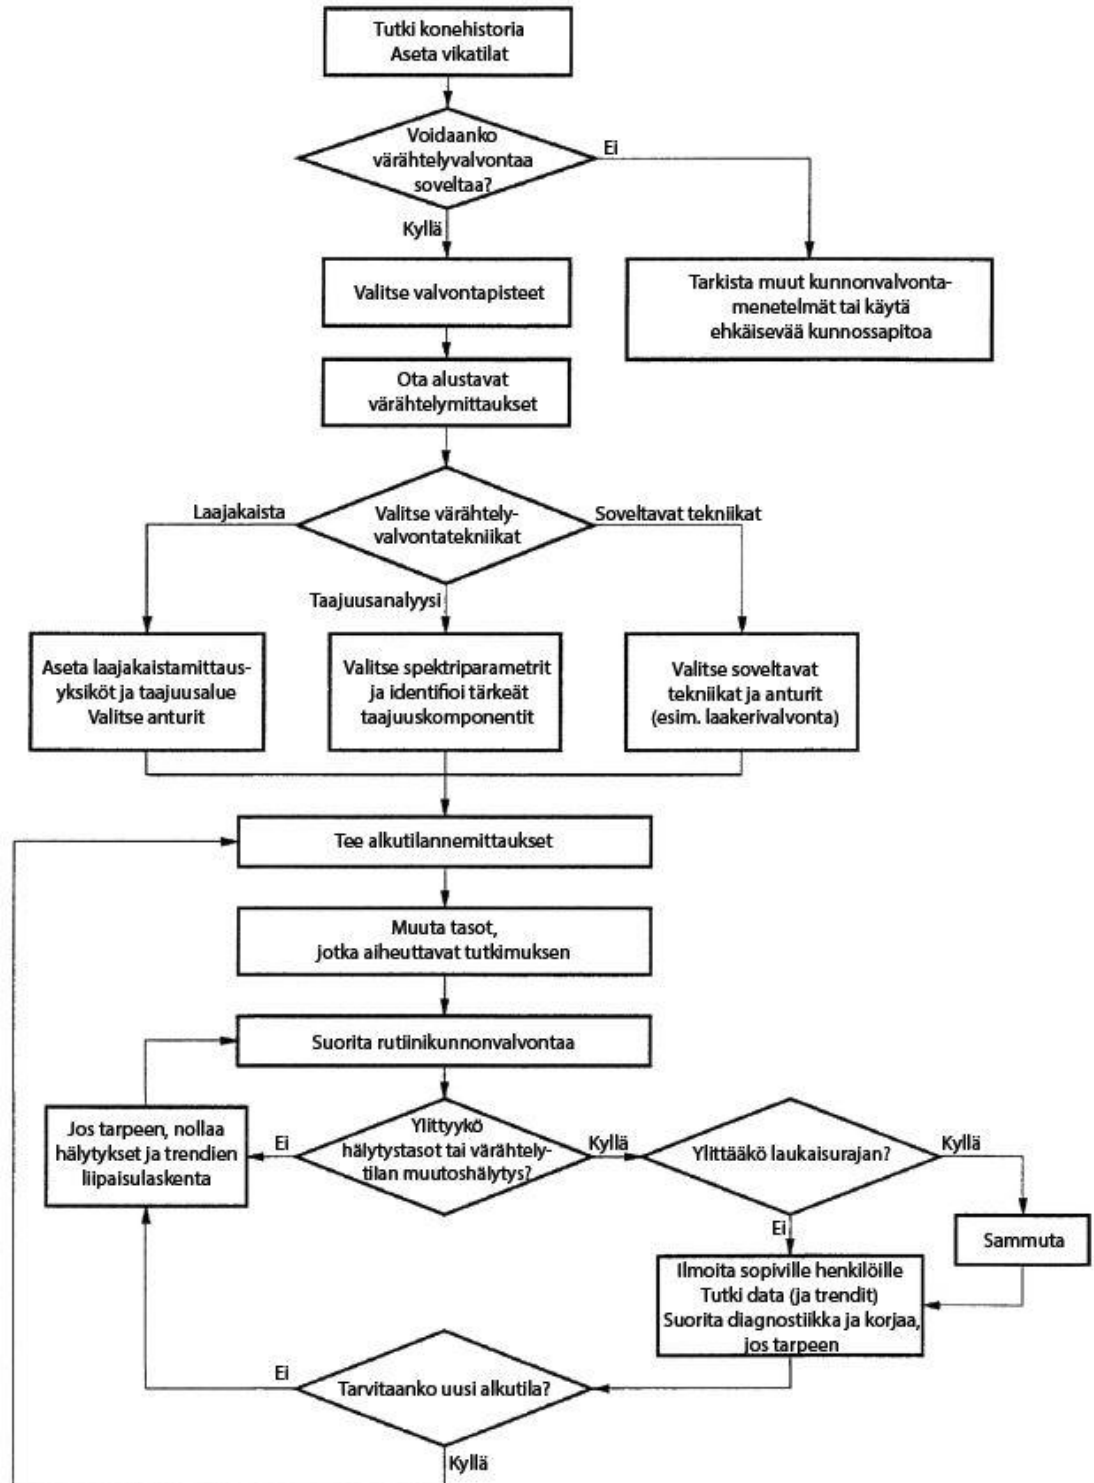 Tutki konehistoria
Aseta vikatilat
Voidaanko
värähtelyvalvontaa
soveltaa?
Ei
Kyllä
Valitse valvontapisteet
Tarkista muut kunnonvalvonta-
menetelmät tai käytä
ehkäisevää kunnossapitoa
Ota alustavat
värähtelymittaukset
Laajakaista
Valitse värähtely-
valvontatekniikat
Soveltavat tekniikat
Taajuusanalyysi
Aseta laajakaistamittaus-
yksiköt ja taajuusalue
Valitse anturit
Valitse spektriparametrit
ja identifioi tärkeät
taajuuskomponentit
Valitse soveltavat
tekniikat ja anturit
(esim. laakerivalvonta)
Tee alkutilannemittaukset
Muuta tasot,
jotka aiheuttavat tutkimuksen
Suorita rutiinikunnonvalvontaa
Jos tarpeen, nollaa
hälytykset ja trendien
liipaisulaskenta
Ei
Ylittyykö
hälytystasot tai värähtely-
tilan muutoshälytys?
Kyllä
Ylittääkö laukaisurajan?
Kyllä
Ei
Sammuta
Ilmoita sopiville henkilöille
Tutki data (ja trendit)
Suorita diagnostiikka ja korjaa,
jos tarpeen
Ei
Tarvitaanko uusi alkutila?
Kyllä